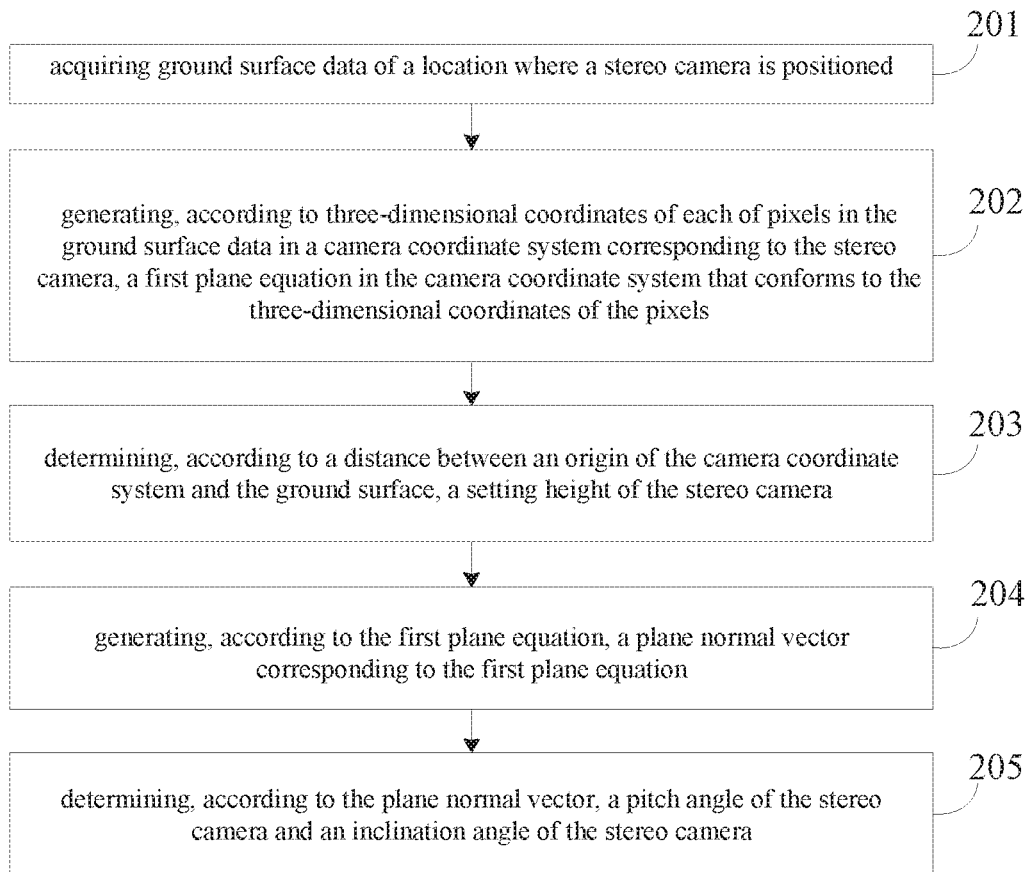 201
acquiring ground surface data of a location where a stereo camera is positioned
202
generating, according to three-dimensional coordinates of each of pixels in the
ground surface data in a camera coordinate system corresponding to the stereo
camera, a first plane equation in the camera coordinate system that conforms to the
three-dimensional coordinates of the pixels
203
determining, according to a distance between an origin of the camera coordinate
system and the ground surface, a setting height of the stereo camera
204
generating, according to the first plane equation, a plane normal vector
corresponding to the first plane equation
205
determining, according to the plane normal vector, a pitch angle of the stereo
camera and an inclination angle of the stereo camera